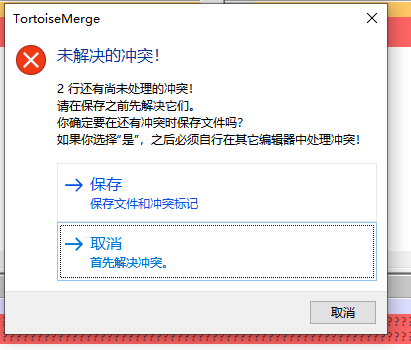 TortoiseMerge
未解决的冲突！
2 行还有尚未处理的冲突！
请在保存之前先解决它们。
你确定要在还有冲突时保存文件吗？
如果你选择“是”，之后必须自行在其它编辑器中处理冲突！
保存
保存文件和冲突标记
取消
首先解决冲突。
取消